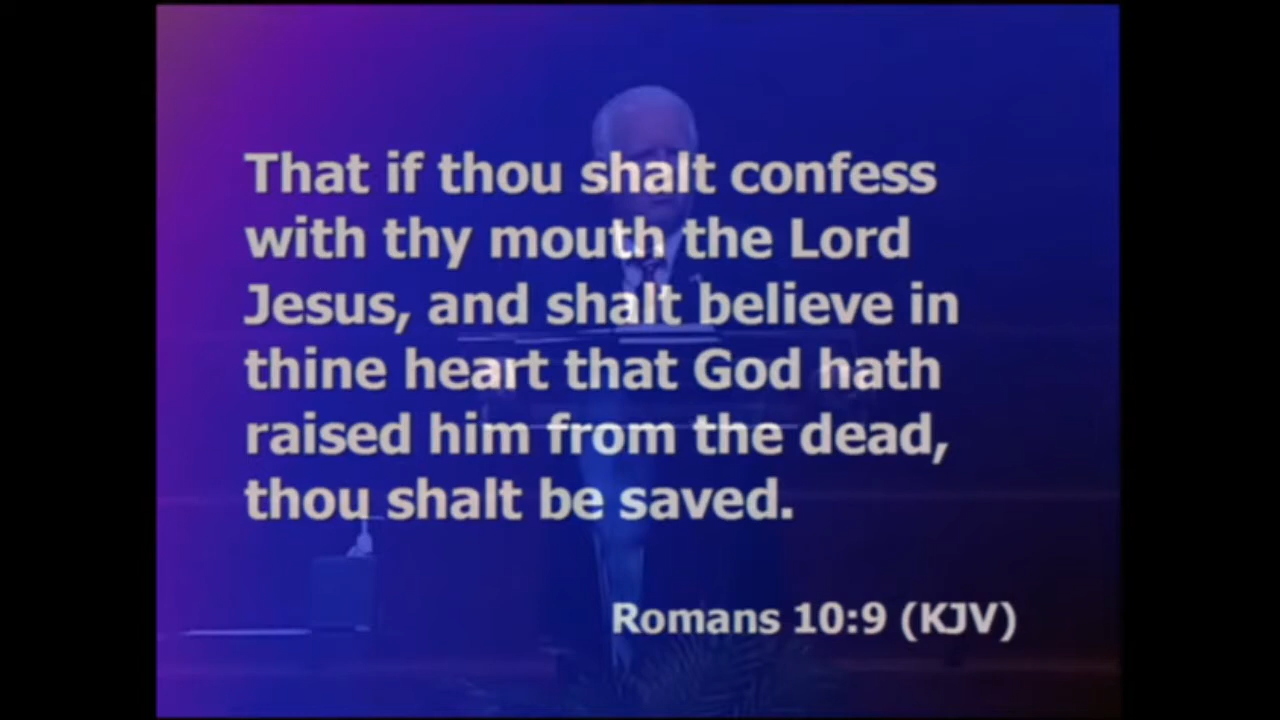 That if thou shalt confess
with thy mouth the Lord
Jesus, and shalt believe in
thine heart that God hath
raised him from the dead,
thou shalt be saved.
Romans 10:9 (KJV)